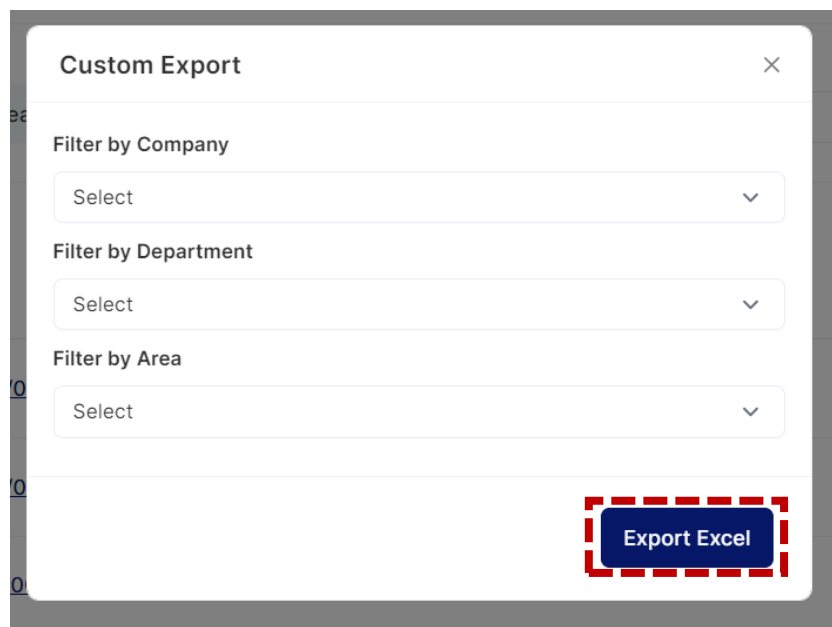 Custom Export
Filter by Company
Select
Filter by Department
Select
Filter by Area
Select
Export Excel